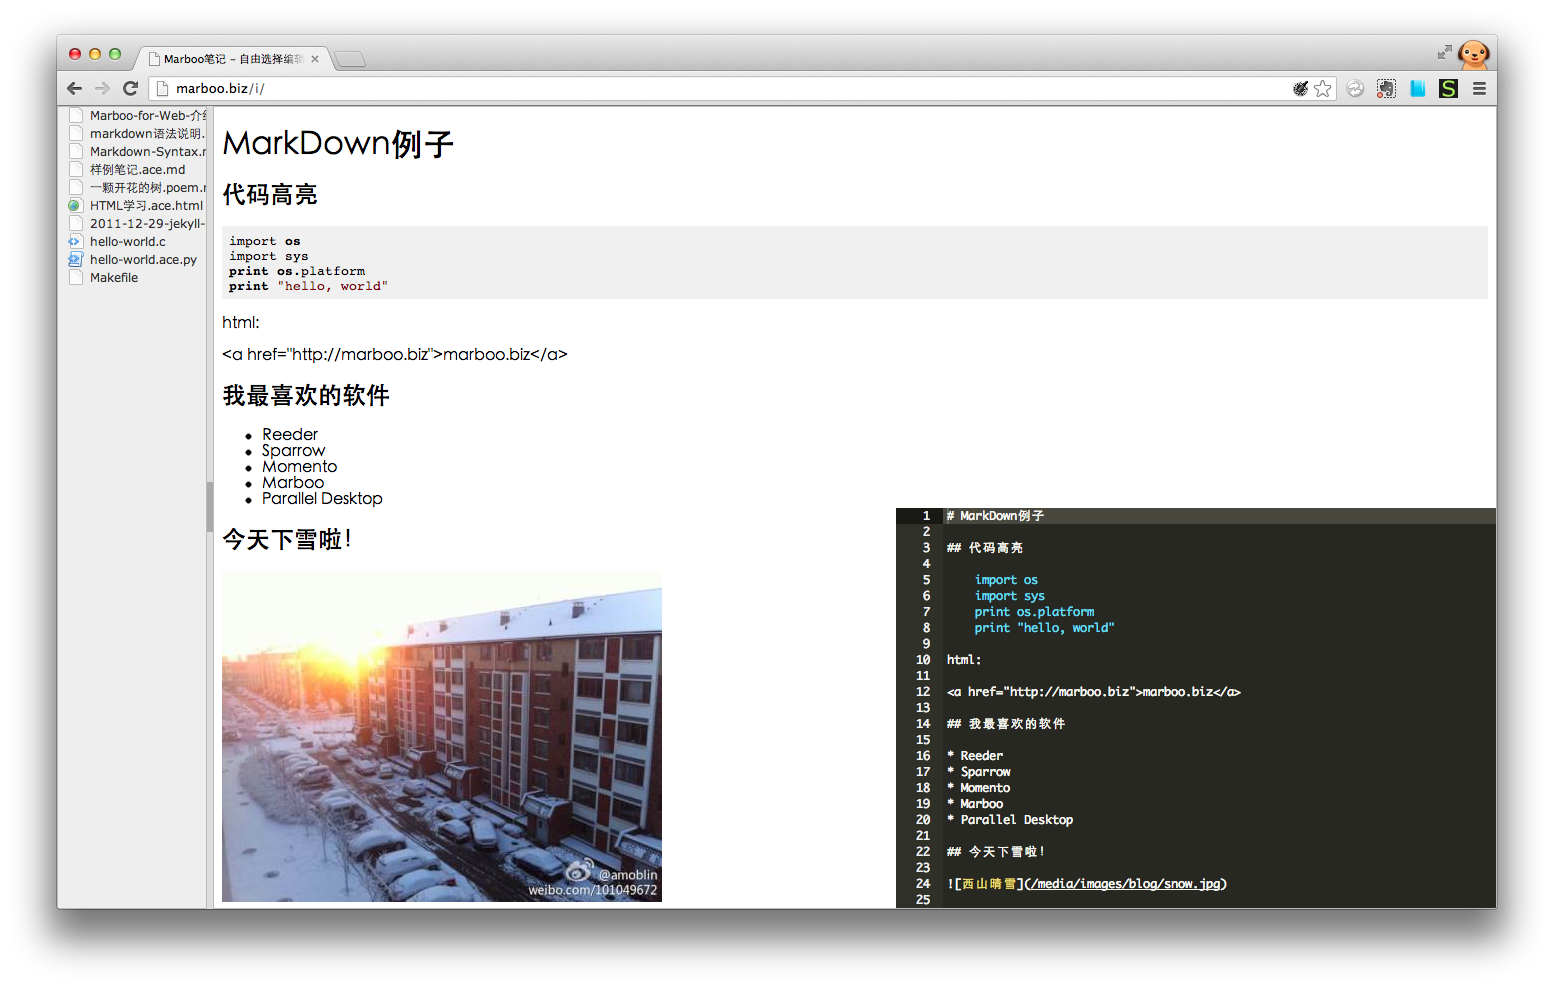 Marboo笔记 - 自由选择编辑
marboo.biz/i/
Marboo-for-Web-介绍
markdown语法说明.
Markdown-Syntax.r
样例笔记.ace.md
一颗开花的树.poem.r
HTML学习.ace.html
2011-12-29-jekyll-
hello-world.c
hello-world.ace.py
Makefile
MarkDown例子
代码高亮
import os
import sys
print os.platform
print "hello, world"
html:
<a href="http://marboo.biz">marboo.biz</a>
我最喜欢的软件
Reeder
Sparrow
Momento
Marboo
Parallel Desktop
今天下雪啦！
@amoblin
weibo.com/101049672
1 # MarkDown例子
2
3 ## 代码高亮
4
5 import os
6 import sys
7 print os.platform
8 print "hello, world"
9
10 html:
11
12 <a href="http://marboo.biz">marboo.biz</a>
13
14 ## 我最喜欢的软件
15
16 * Reeder
17 * Sparrow
18 * Momento
19 * Marboo
20 * Parallel Desktop
21
22 ## 今天下雪啦！
23
24 ![西山晴雪](/media/images/blog/snow.jpg)
25